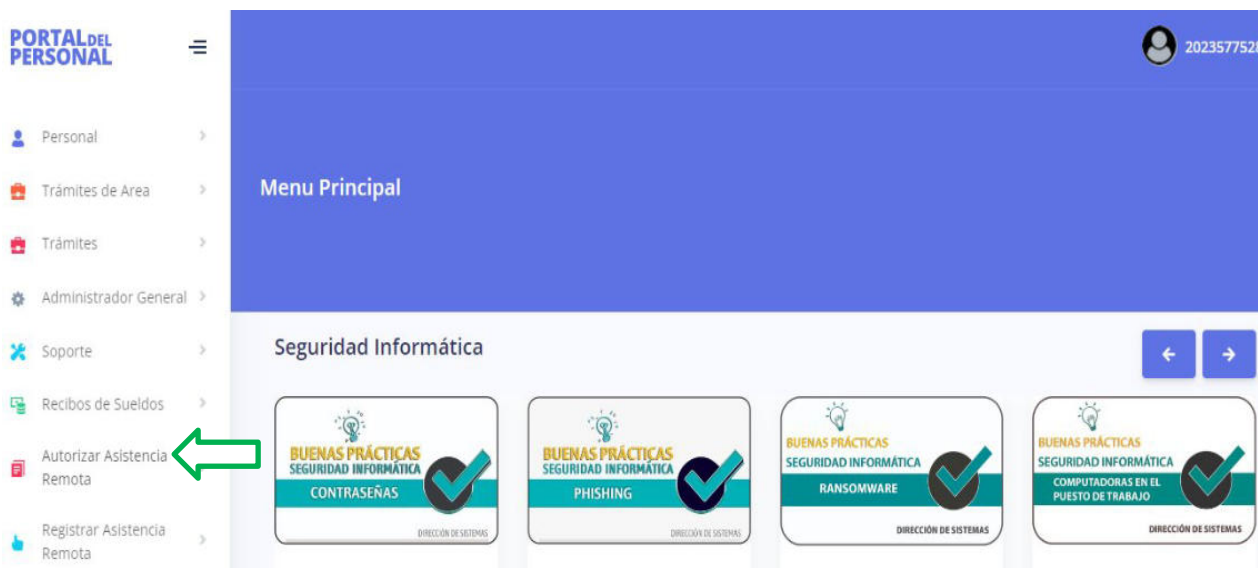 PORTAL DEL
PERSONAL
Personal
Trámites de Area
Trámites
Administrador General
Soporte
Recibos de Sueldos
Autorizar Asistencia
Remota
Registrar Asistencia
Remota
202357752
Menu Principal
Seguridad Informática
BUENAS PRÁCTICAS
SEGURIDAD INFORMÁTICA
CONTRASEÑAS
DIRECCIÓN DE SISTEMAS
BUENAS PRÁCTICAS
SEGURIDAD INFORMÁTICA
PHISHING
DIRECCIÓN DE SISTEMAS
BUENAS PRÁCTICAS
SEGURIDAD INFORMÁTICA
RANSOMWARE
DIRECCIÓN DE SISTEMAS
BUENAS PRÁCTICAS
SEGURIDAD INFORMÁTICA
COMPUTADORAS EN EL
PUESTO DE TRABAJO
DIRECCIÓN DE SISTEMAS